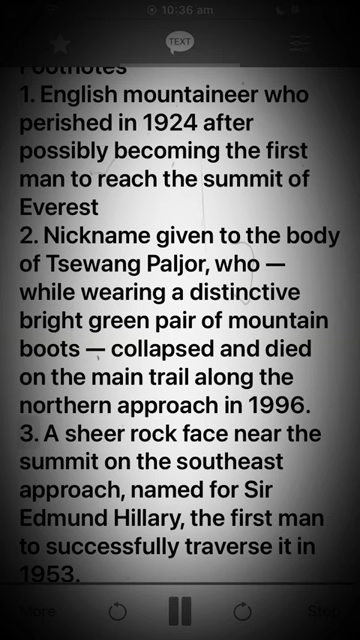 10:36 am
TEXT
Footnotes
1. English mountaineer who
perished in 1924 after
possibly becoming the first
man to reach the summit of
Everest
2. Nickname given to the body
of Tsewang Paljor, who —
while wearing a distinctive
bright green pair of mountain
boots — collapsed and died
on the main trail along the
northern approach in 1996.
3. A sheer rock face near the
summit on the southeast
approach, named for Sir
Edmund Hillary, the first man
to successfully traverse it in
1953.
More
Stop